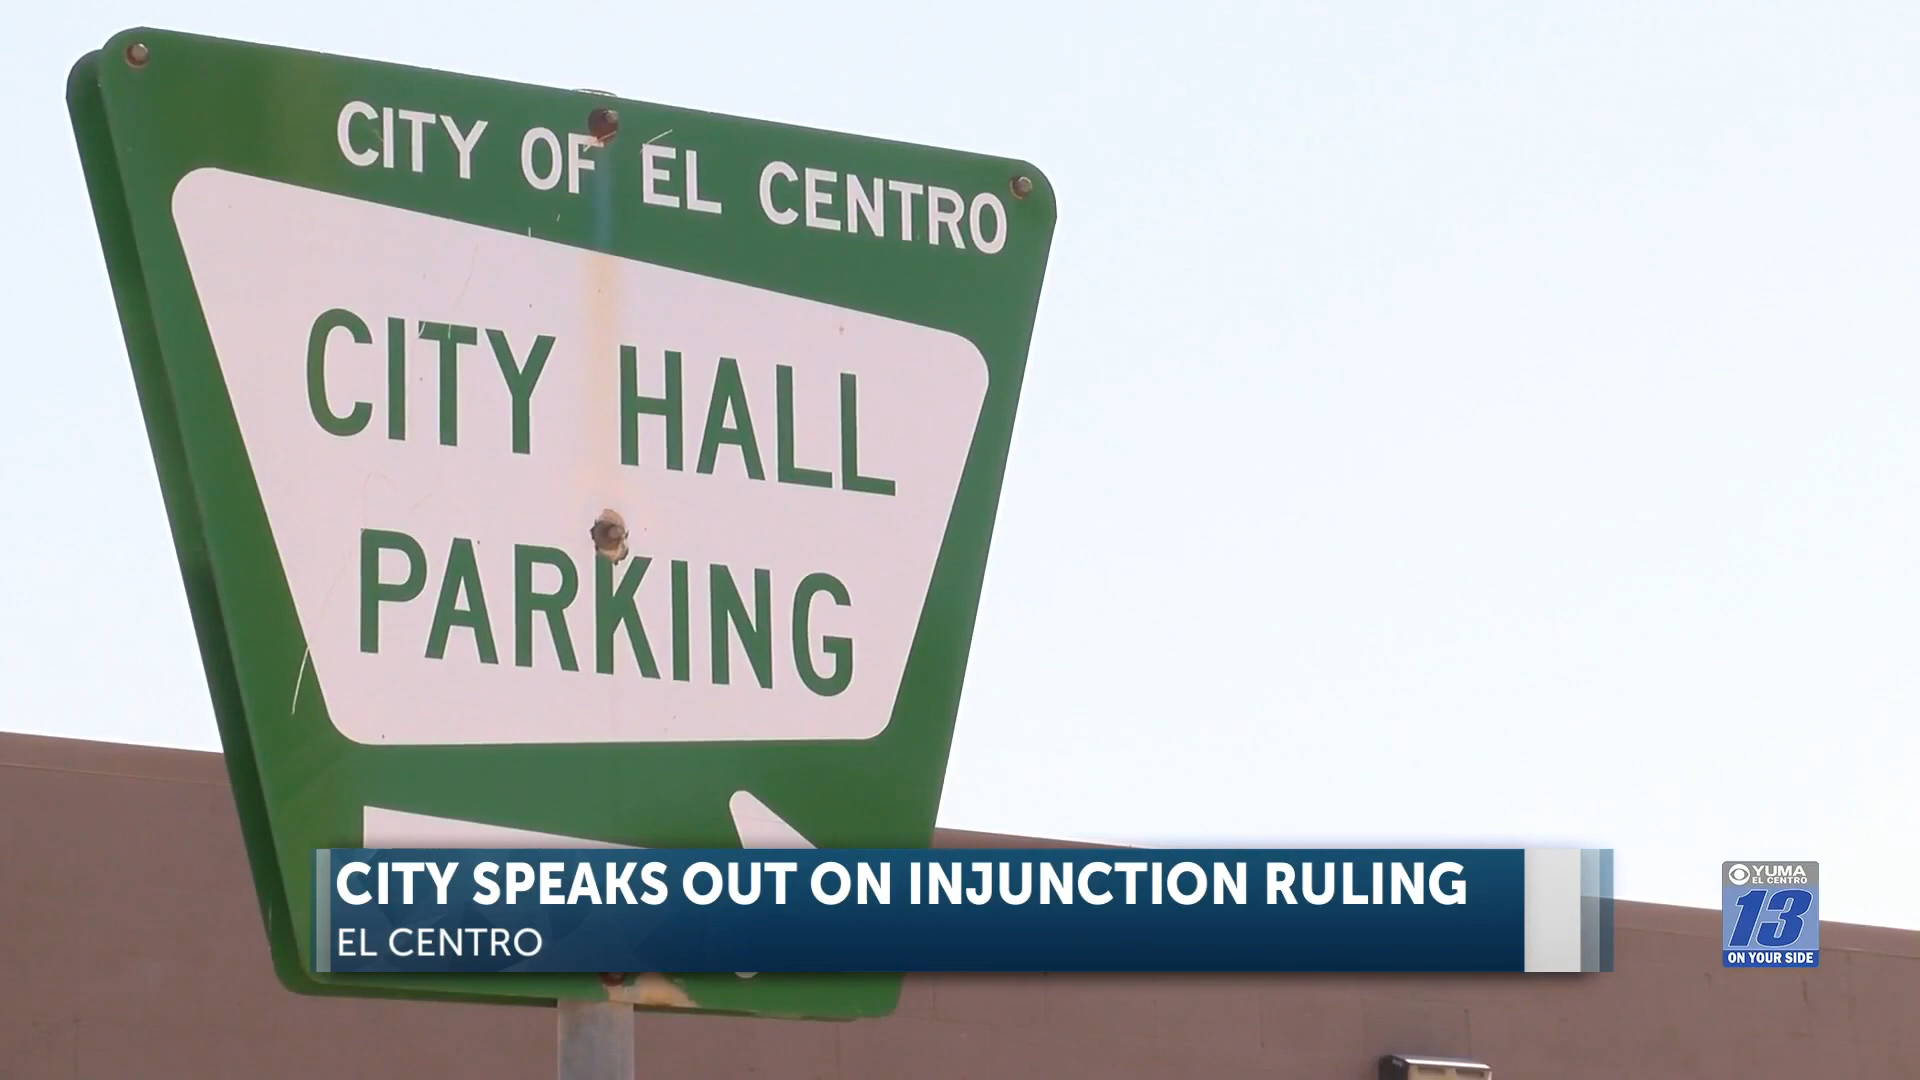 CITY OF EL CENTRO
CITY HALL
PARKING
CITY SPEAKS OUT ON INJUNCTION RULING
EL CENTRO
YUMA
EL CENTRO
13
ON YOUR SIDE